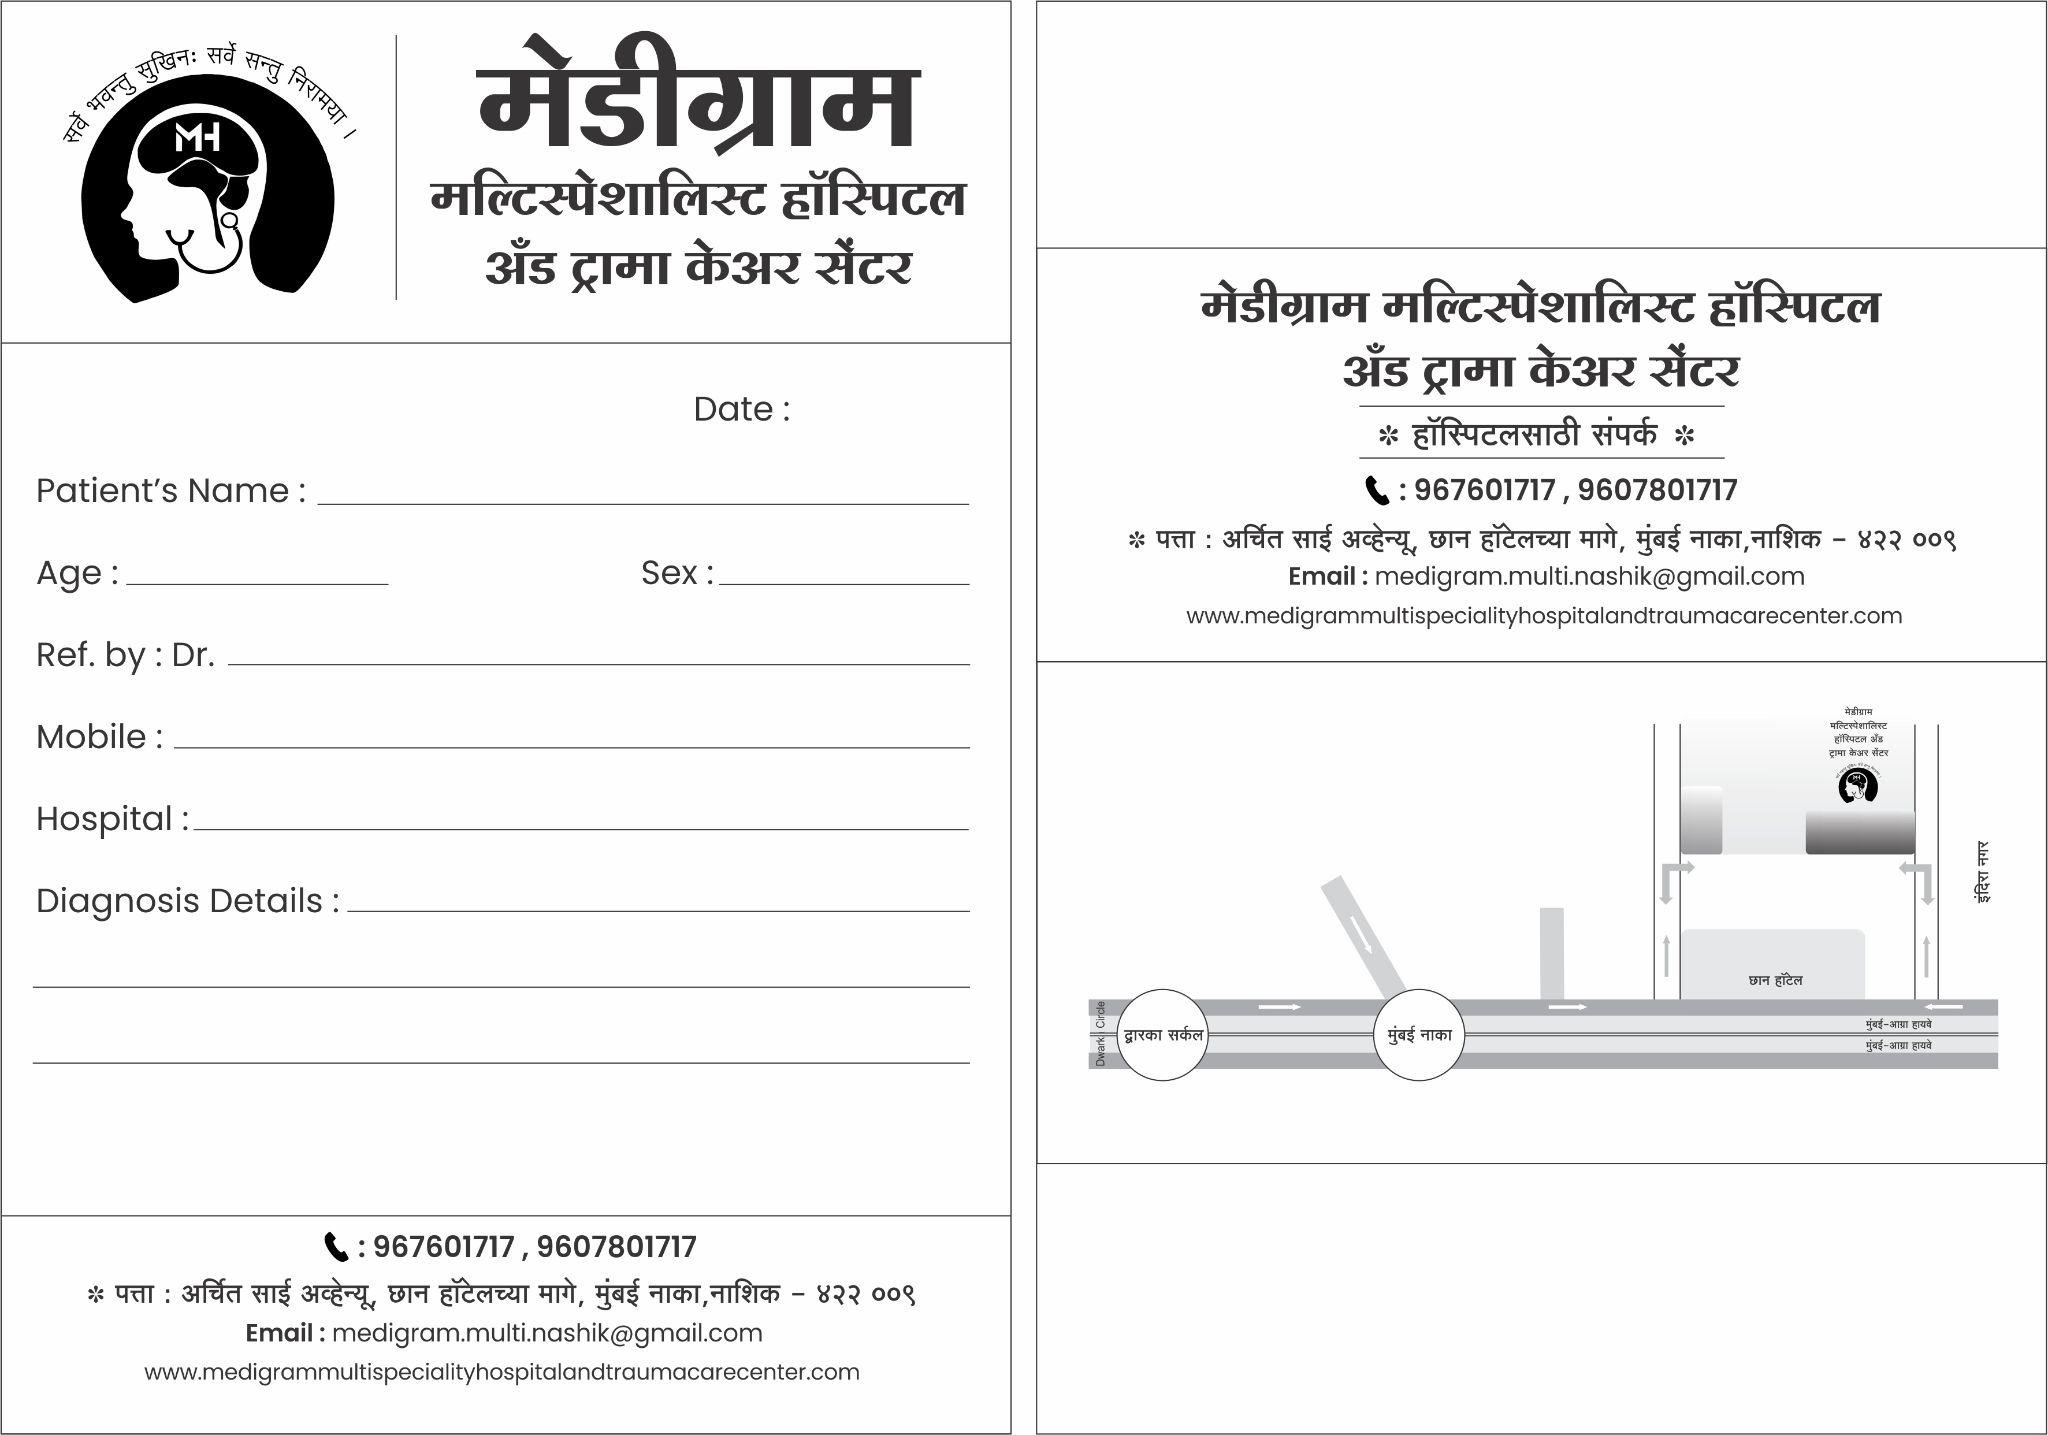 सर्वे भवन्तु सुखिनः सर्वे सन्तु निरामया ।
MH
मेडीग्राम
मल्टिस्पेशालिस्ट हॉस्पिटल
अँड ट्रामा केअर सेंटर
Date :
Patient’s Name :
Age : Sex :
Ref. by : Dr.
Mobile :
Hospital :
Diagnosis Details :
: 967601717 , 9607801717
* पत्ता : अर्चित साई अव्हेन्यू, छान हॉटेलच्या मागे, मुंबई नाका,नाशिक - ४२२ ००९
Email : medigram.multi.nashik@gmail.com
www.medigrammultispecialityhospitalandtraumacarecenter.com
मेडीग्राम मल्टिस्पेशालिस्ट हॉस्पिटल
अँड ट्रामा केअर सेंटर
* हॉस्पिटलसाठी संपर्क *
: 967601717 , 9607801717
* पत्ता : अर्चित साई अव्हेन्यू, छान हॉटेलच्या मागे, मुंबई नाका,नाशिक - ४२२ ००९
Email : medigram.multi.nashik@gmail.com
www.medigrammultispecialityhospitalandtraumacarecenter.com
मेडीग्राम
मल्टिस्पेशालिस्ट
हॉस्पिटल अँड
ट्रामा केअर सेंटर
MH
इंदिरा नगर
छान हॉटेल
Circle
द्वारका सर्कल
मुंबई नाका
मुंबई-आग्रा हायवे
मुंबई-आग्रा हायवे